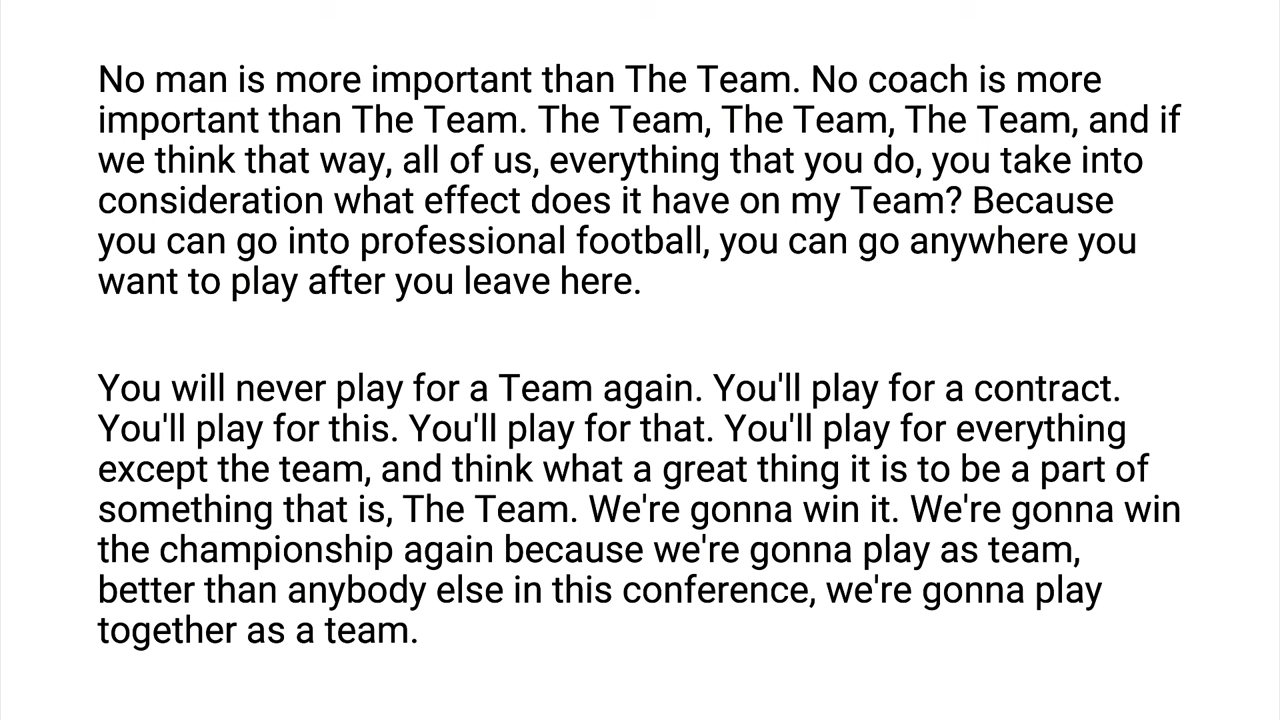 No man is more important than The Team. No coach is more
important than The Team. The Team, The Team, The Team, and if
we think that way, all of us, everything that you do, you take into
consideration what effect does it have on my Team? Because
you can go into professional football, you can go anywhere you
want to play after you leave here.
You will never play for a Team again. You'll play for a contract.
You'll play for this. You'll play for that. You'll play for everything
except the team, and think what a great thing it is to be a part of
something that is, The Team. We're gonna win it. We're gonna win
the championship again because we're gonna play as team,
better than anybody else in this conference, we're gonna play
together as a team.